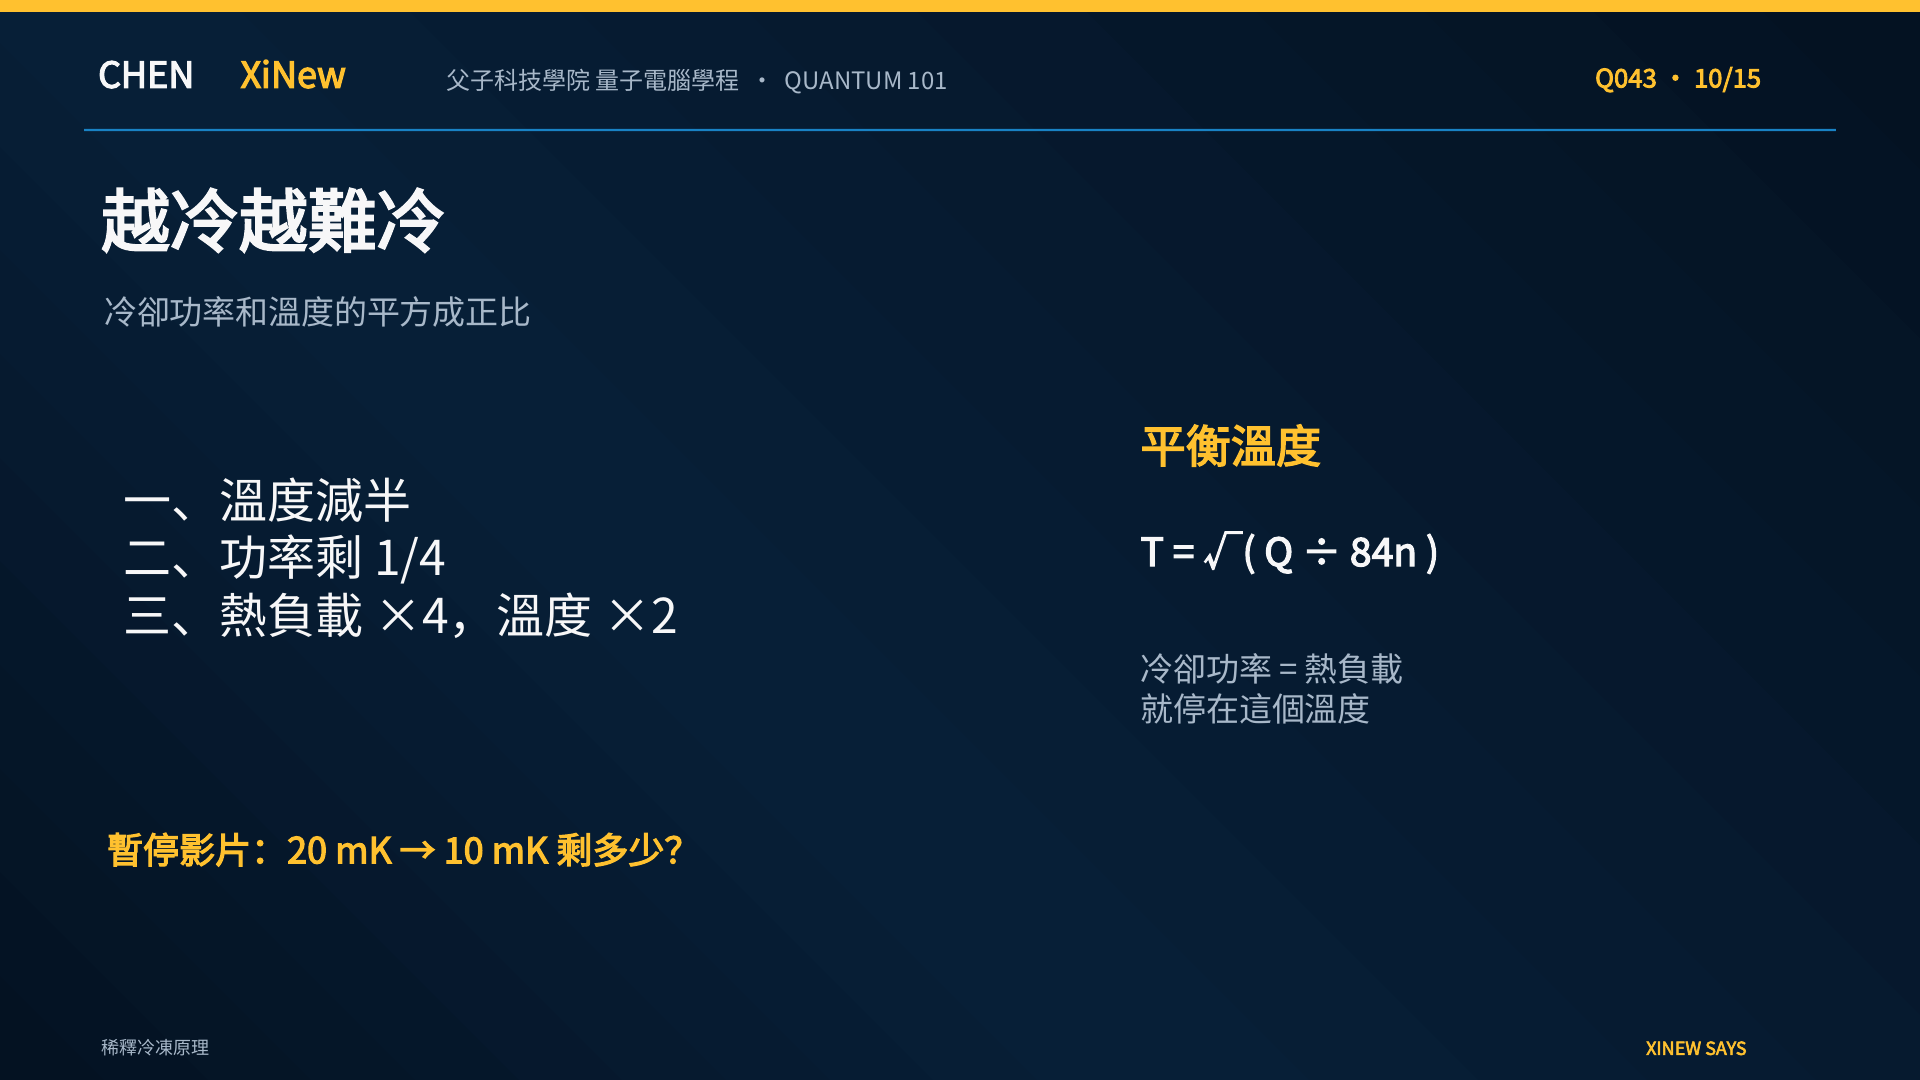 CHEN XiNew 父子科技學院 量子電腦學程 · QUANTUM 101 Q043 · 10/15
越冷越難冷
冷卻功率和溫度的平方成正比
一、溫度減半
二、功率剩 1/4
三、熱負載 ×4，溫度 ×2
平衡溫度
T = √( Q ÷ 84n )
冷卻功率 = 熱負載
就停在這個溫度
暫停影片：20 mK → 10 mK 剩多少？
稀釋冷凍原理
XINEW SAYS